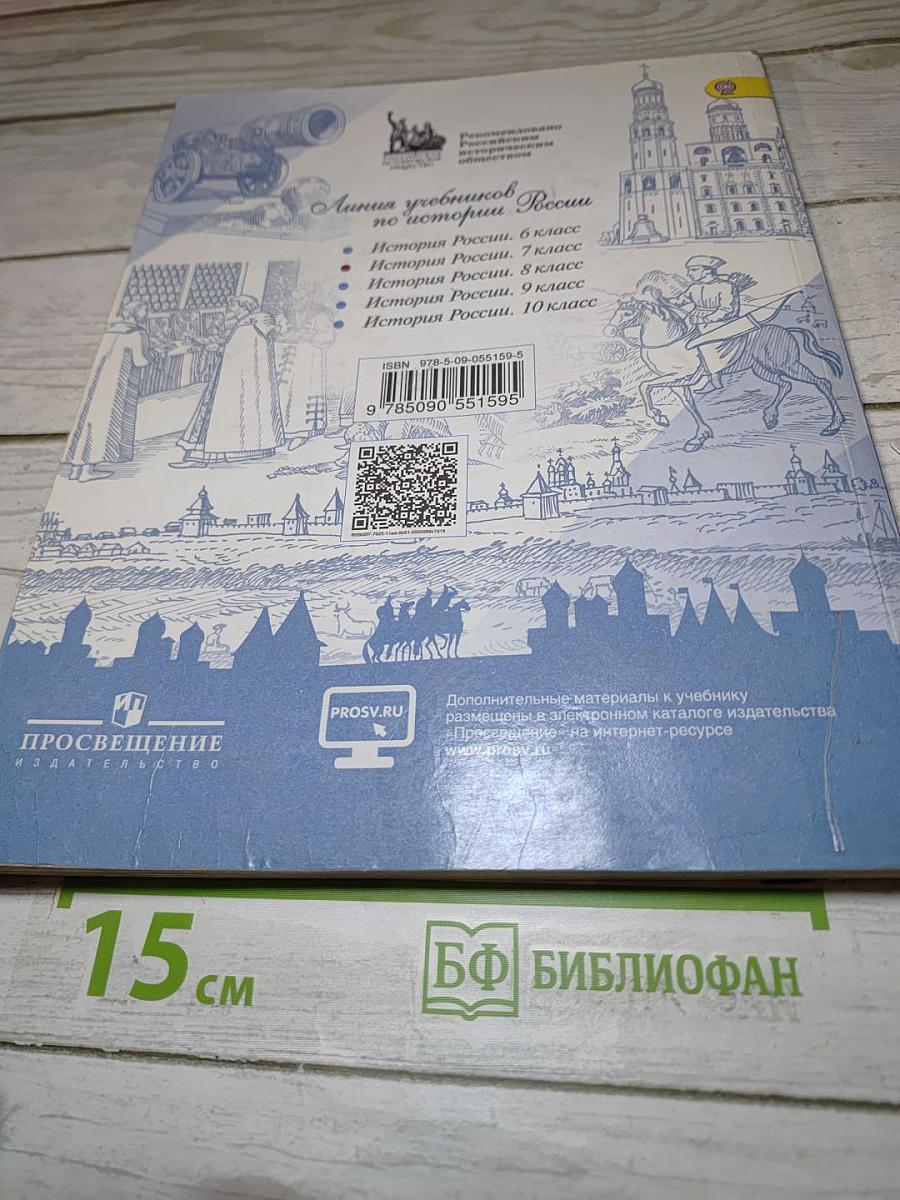 Рекомендовано
Российским
историческим
обществом
Линия учебников
по истории России
История России. 6 класс
История России. 7 класс
История России. 8 класс
История России. 9 класс
История России. 10 класс
ISBN 978-5-09-055159-5
9 785090 551595
ПРОСВЕЩЕНИЕ
ИЗДАТЕЛЬСТВО
PROSV.RU
Дополнительные материалы к учебнику
размещены в электронном каталоге издательства
«Просвещение» на интернет-ресурсе
www.prosv.ru
15 см
БФ БИБЛИОФАН